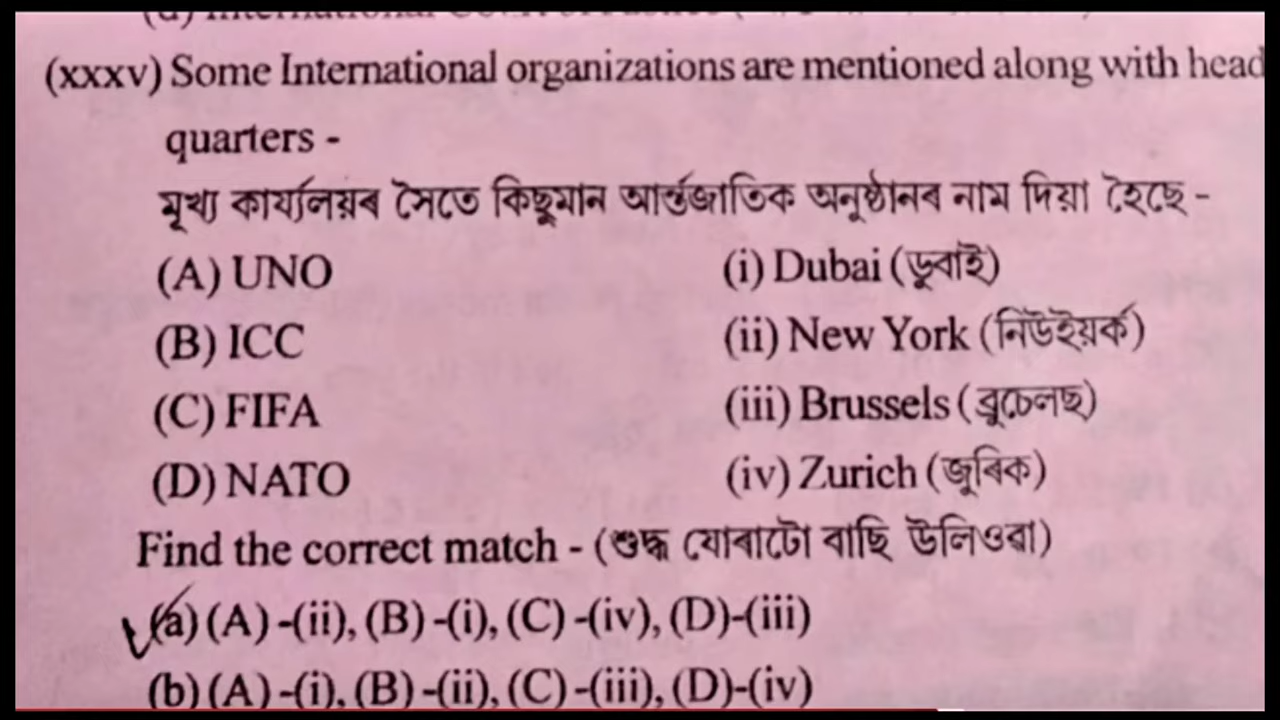 (xxxv) Some International organizations are mentioned along with head
quarters -
মূখ্য কাৰ্য্যলয়ৰ সৈতে কিছুমান আৰ্ন্তজাতিক অনুষ্ঠানৰ নাম দিয়া হৈছে -
(A) UNO (i) Dubai (ডুবাই)
(B) ICC (ii) New York (নিউইয়ৰ্ক)
(C) FIFA (iii) Brussels (ব্ৰুচেলছ)
(D) NATO (iv) Zurich (জুৰিক)
Find the correct match - (শুদ্ধ যোৰাটো বাছি উলিওৱা)
(a) (A) -(ii), (B) -(i), (C) -(iv), (D)-(iii)
(b) (A) -(i), (B) -(ii), (C) -(iii), (D)-(iv)